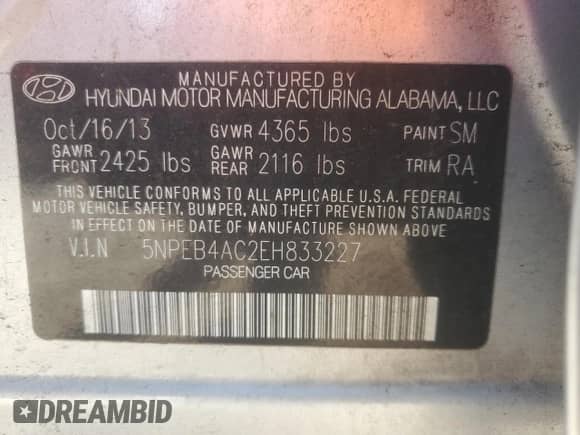 MANUFACTURED BY
HYUNDAI MOTOR MANUFACTURING ALABAMA, LLC
Oct/16/13 GVWR 4365 lbs PAINT SM
GAWR FRONT 2425 lbs GAWR REAR 2116 lbs TRIM RA
THIS VEHICLE CONFORMS TO ALL APPLICABLE U.S.A. FEDERAL
MOTOR VEHICLE SAFETY, BUMPER, AND THEFT PREVENTION STANDARDS
IN EFFECT ON THE DATE OF MANUFACTURE SHOWN ABOVE
V.I.N 5NPEB4AC2EH833227
PASSENGER CAR
DREAMBID